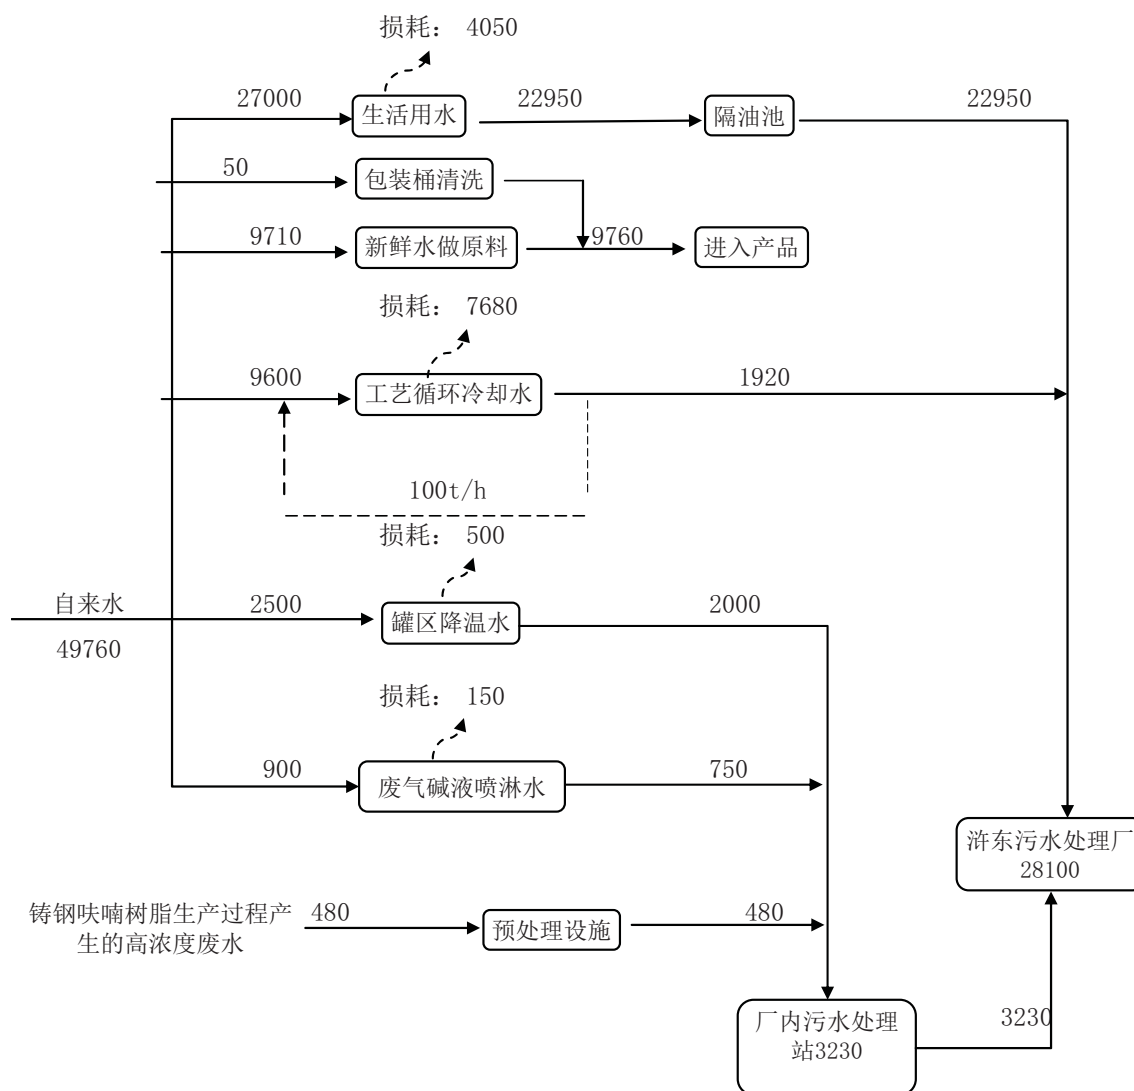 损耗： 4050
27000
生活用水
22950
隔油池
22950
50
包装桶清洗
9710
新鲜水做原料
9760
进入产品
损耗： 7680
9600
工艺循环冷却水
1920
100t/h
损耗： 500
自来水
49760
2500
罐区降温水
2000
损耗： 150
900
废气碱液喷淋水
750
浒东污水处理厂
28100
铸钢呋喃树脂生产过程产
生的高浓度废水
480
预处理设施
480
厂内污水处理
站3230
3230